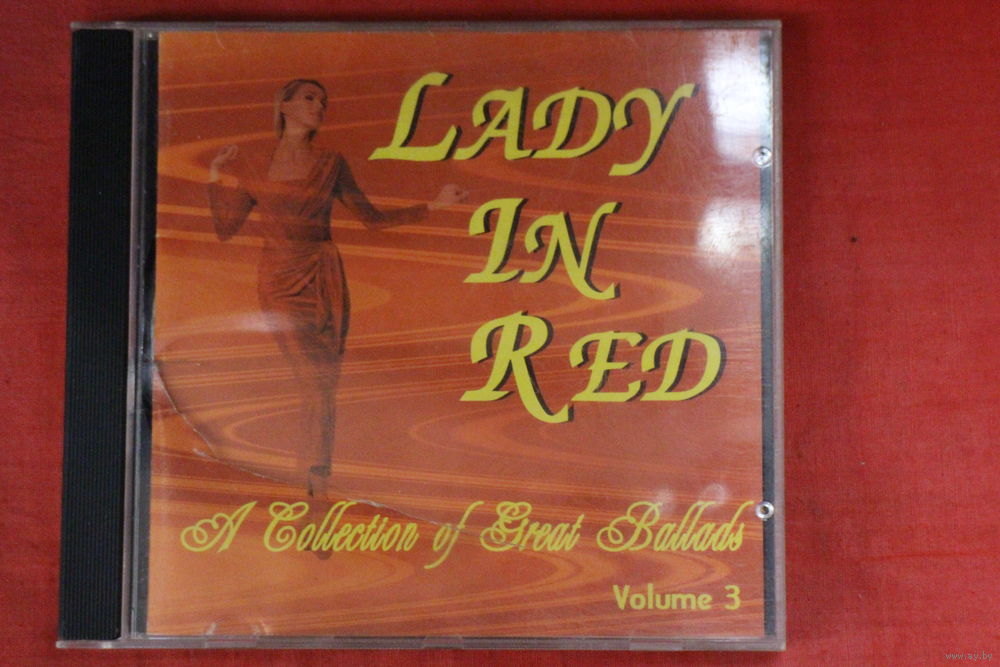 LADY
IN
RED
A Collection of Great Ballads
Volume 3
www.ay.by